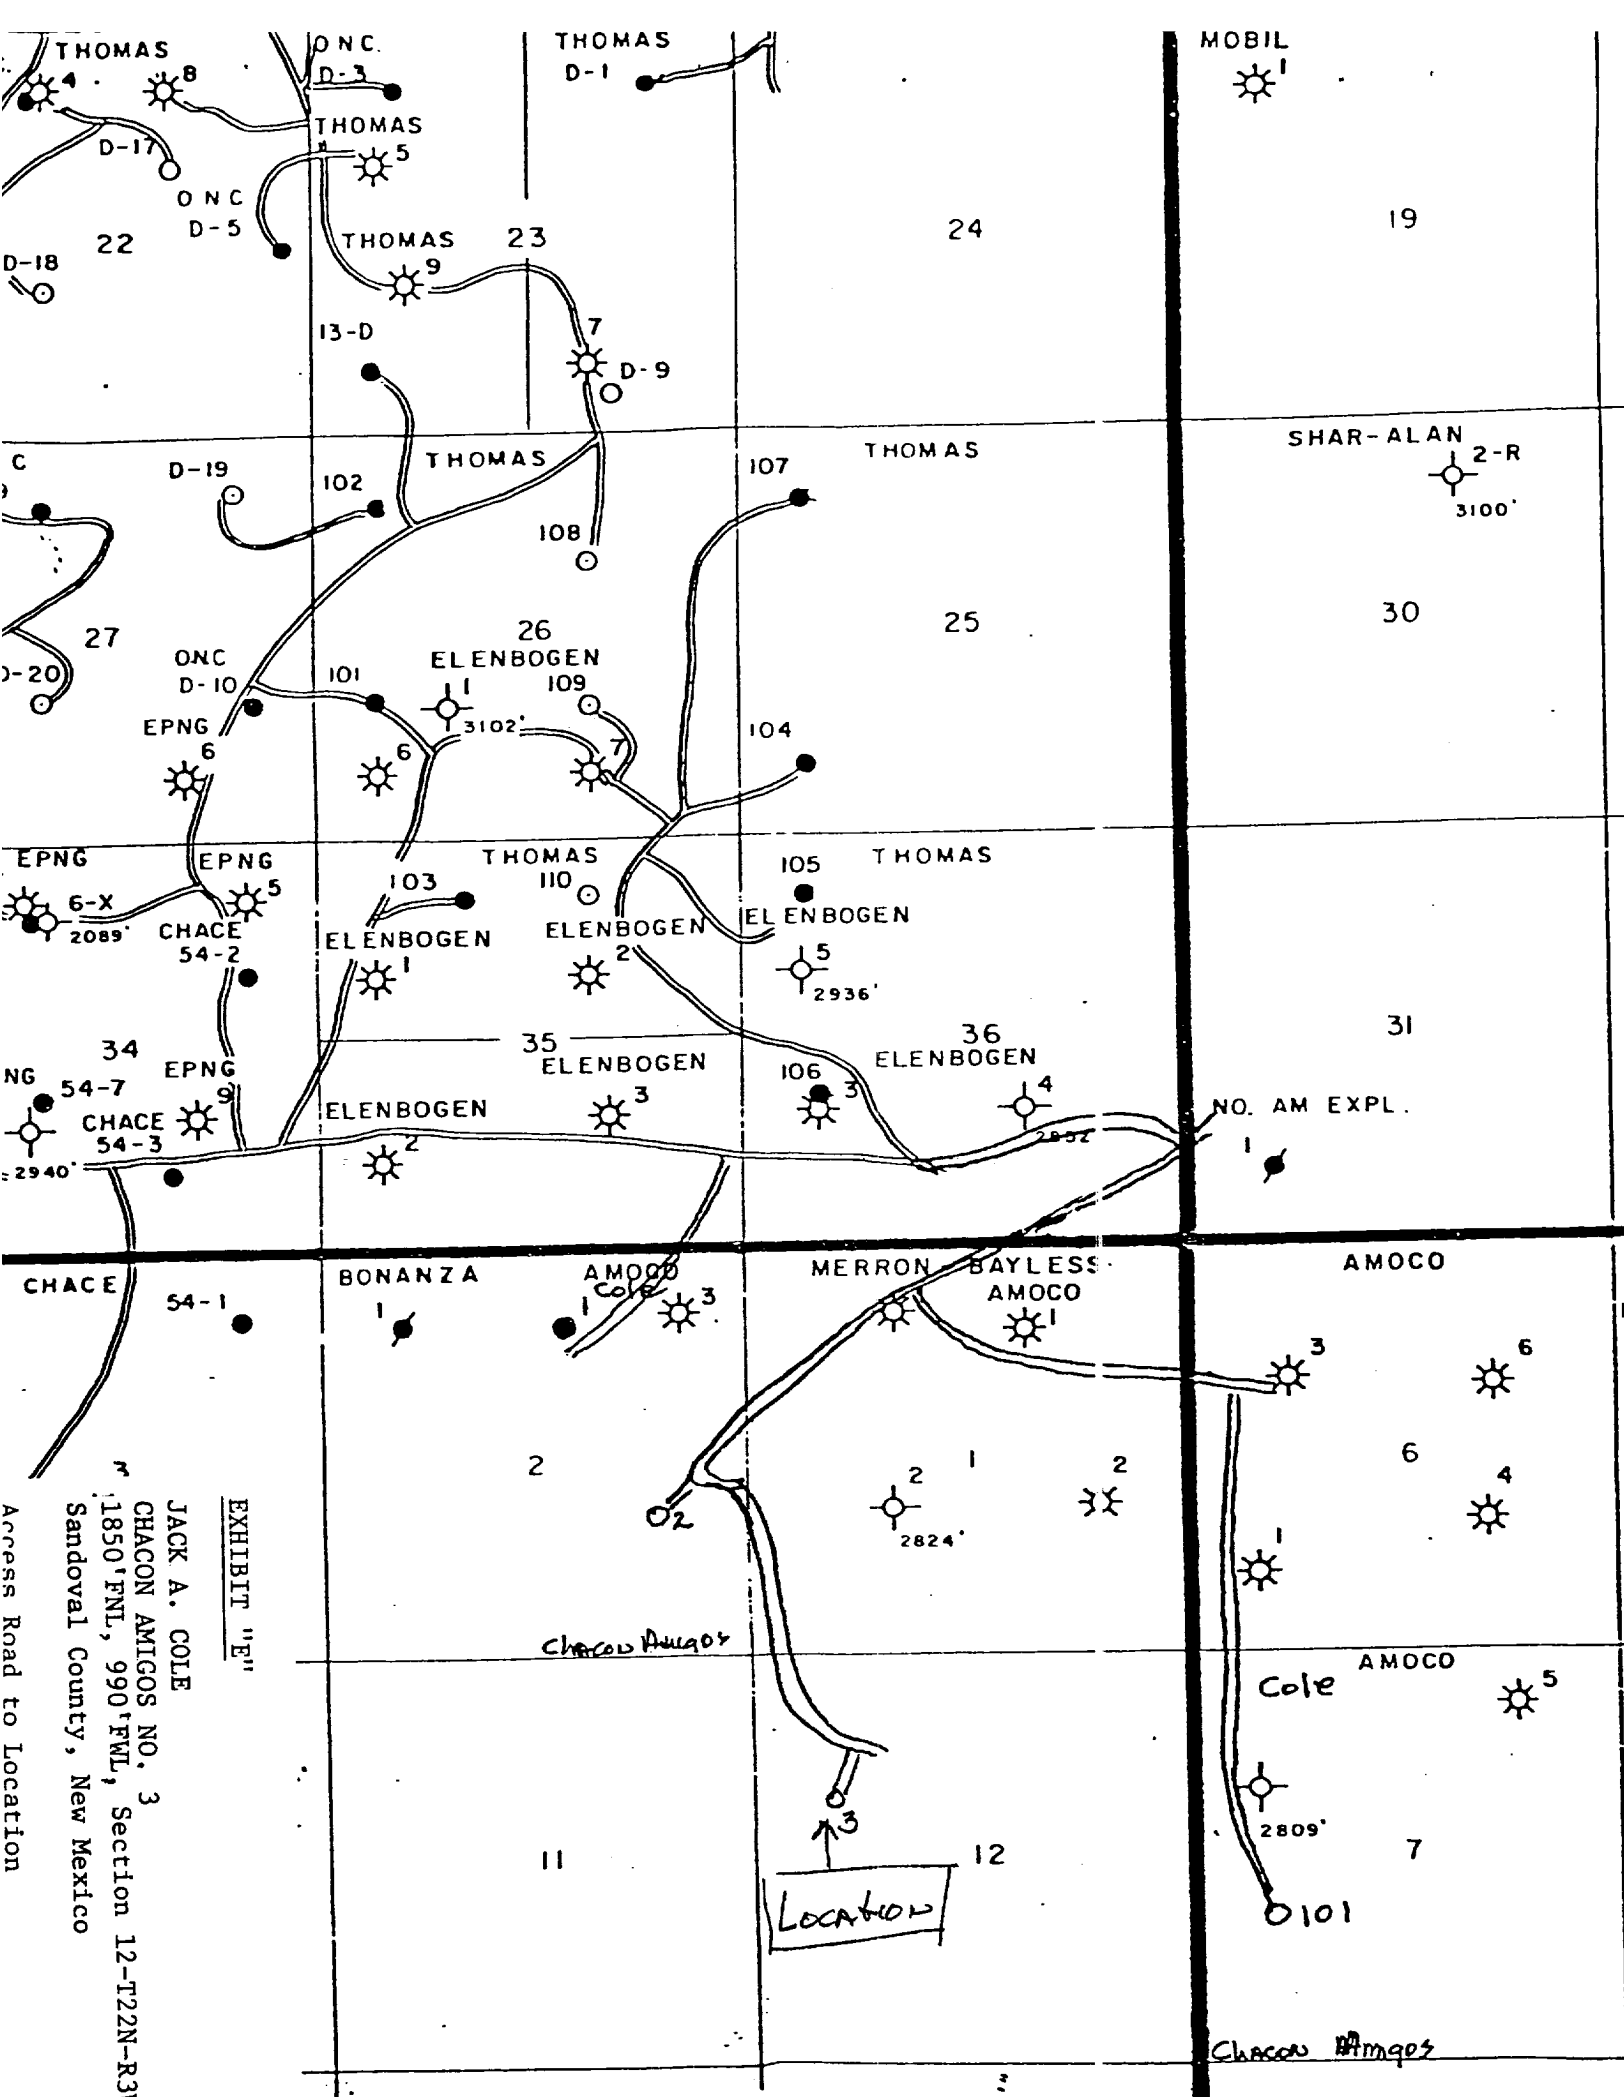 THOMAS
4
8
O N C.
D-3
THOMAS
D-1
MOBIL
1
D-17
THOMAS
5
O N C
D-5
22
THOMAS
9
23
24
19
D-18
13-D
7
D-9
C
D-19
102
THOMAS
107
THOMAS
SHAR-ALAN
2-R
3100'
108
27
26
25
30
D-20
ONC
D-10
101
ELENBOGEN
1
3102'
109
EPNG
6
6
7
104
EPNG
6-X
2089'
EPNG
5
THOMAS
110
105
THOMAS
103
CHACE
54-2
ELENBOGEN
1
ELENBOGEN
2
ELENBOGEN
5
2936'
34
35
36
31
NG
54-7
EPNG
9
ELENBOGEN
3
106
3
ELENBOGEN
4
2852'
NO. AM EXPL.
1
CHACE
54-3
2940'
ELENBOGEN
2
CHACE
54-1
BONANZA
1
AMOCO
Cole
1
3
MERRON-BAYLESS
AMOCO
1
AMOCO
3
6
2
2
1
2
6
4
2
2824'
1
Chacon Amigos
AMOCO
Cole
5
3
2809'
11
12
7
LOCATION
101
Chacon Amigos
EXHIBIT "E"
JACK A. COLE
CHACON AMIGOS NO. 3
1850'FNL, 990'FWL, Section 12-T22N-R3
Sandoval County, New Mexico
Access Road to Location